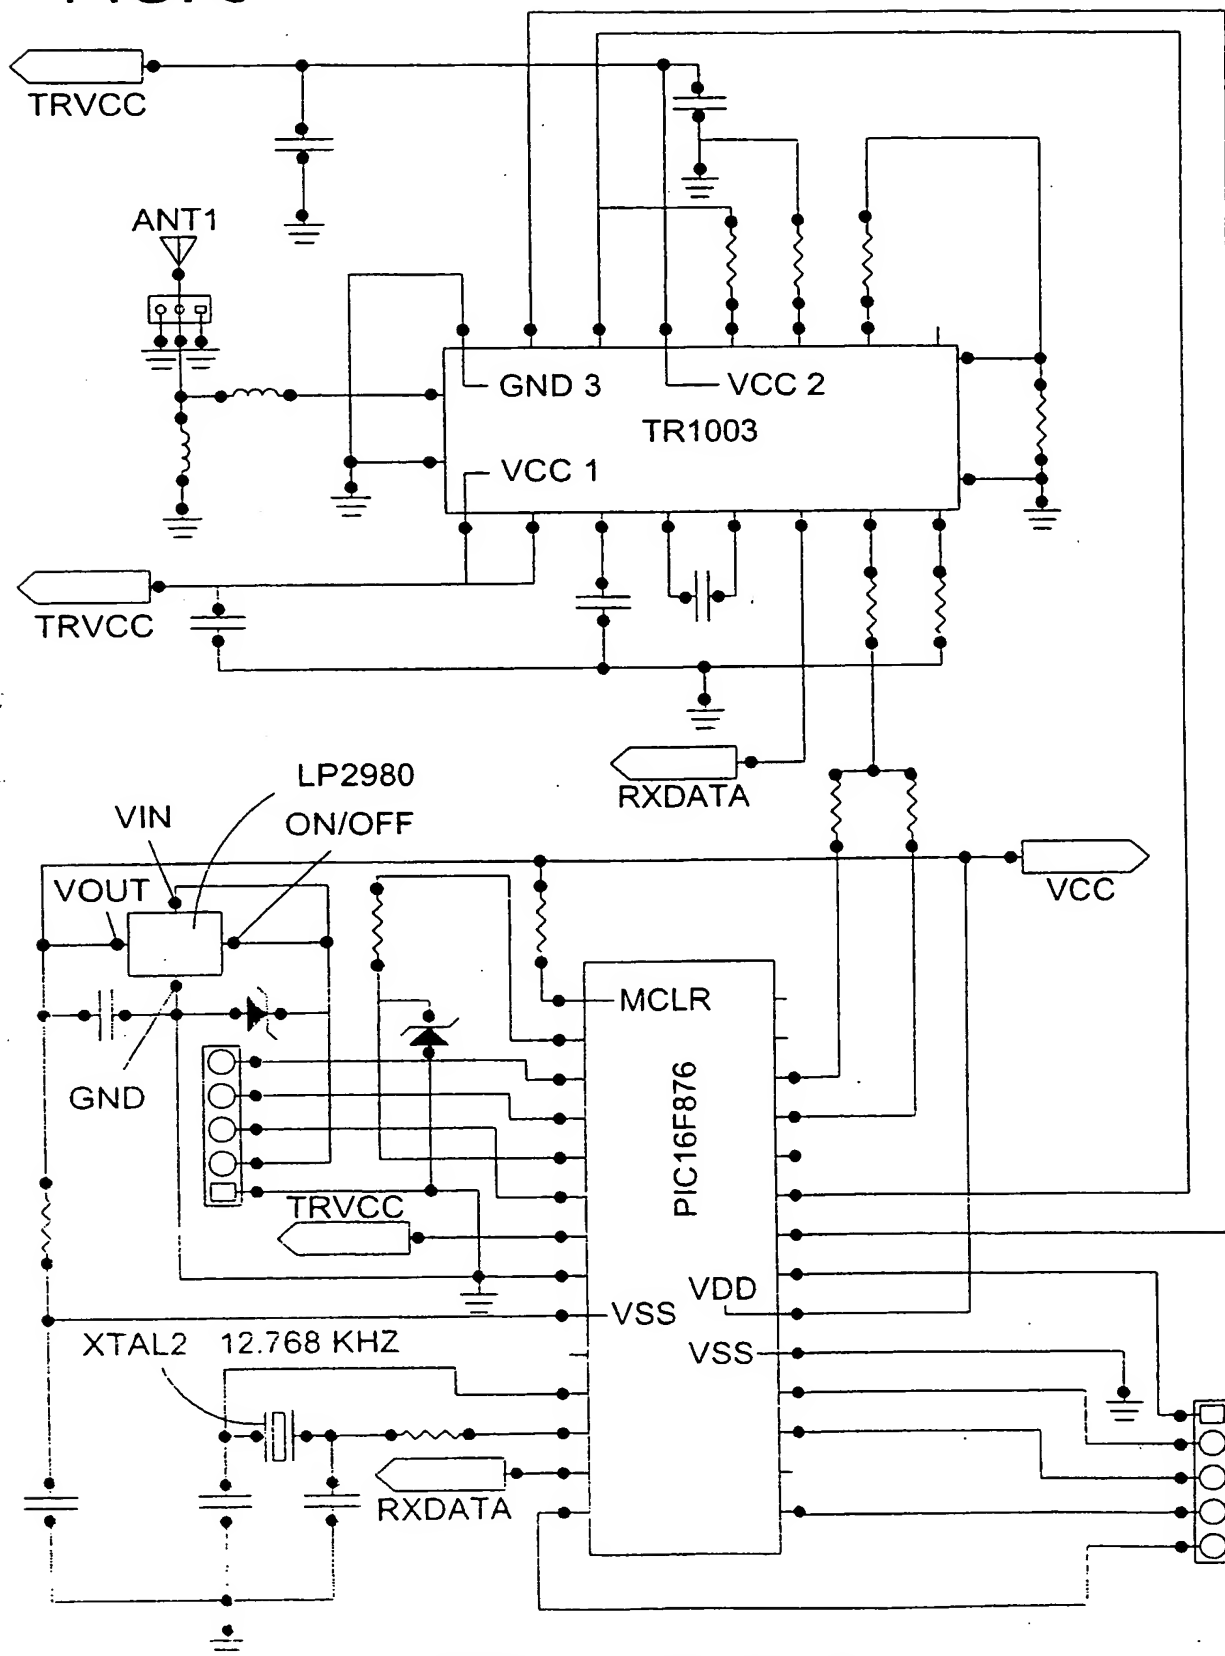 TRVCC
ANT1
GND 3
VCC 2
TR1003
VCC 1
TRVCC
RXDATA
LP2980
VIN
ON/OFF
VOUT
VCC
MCLR
GND
PIC16F876
TRVCC
VDD
VSS
XTAL2 12.768 KHZ
VSS
RXDATA